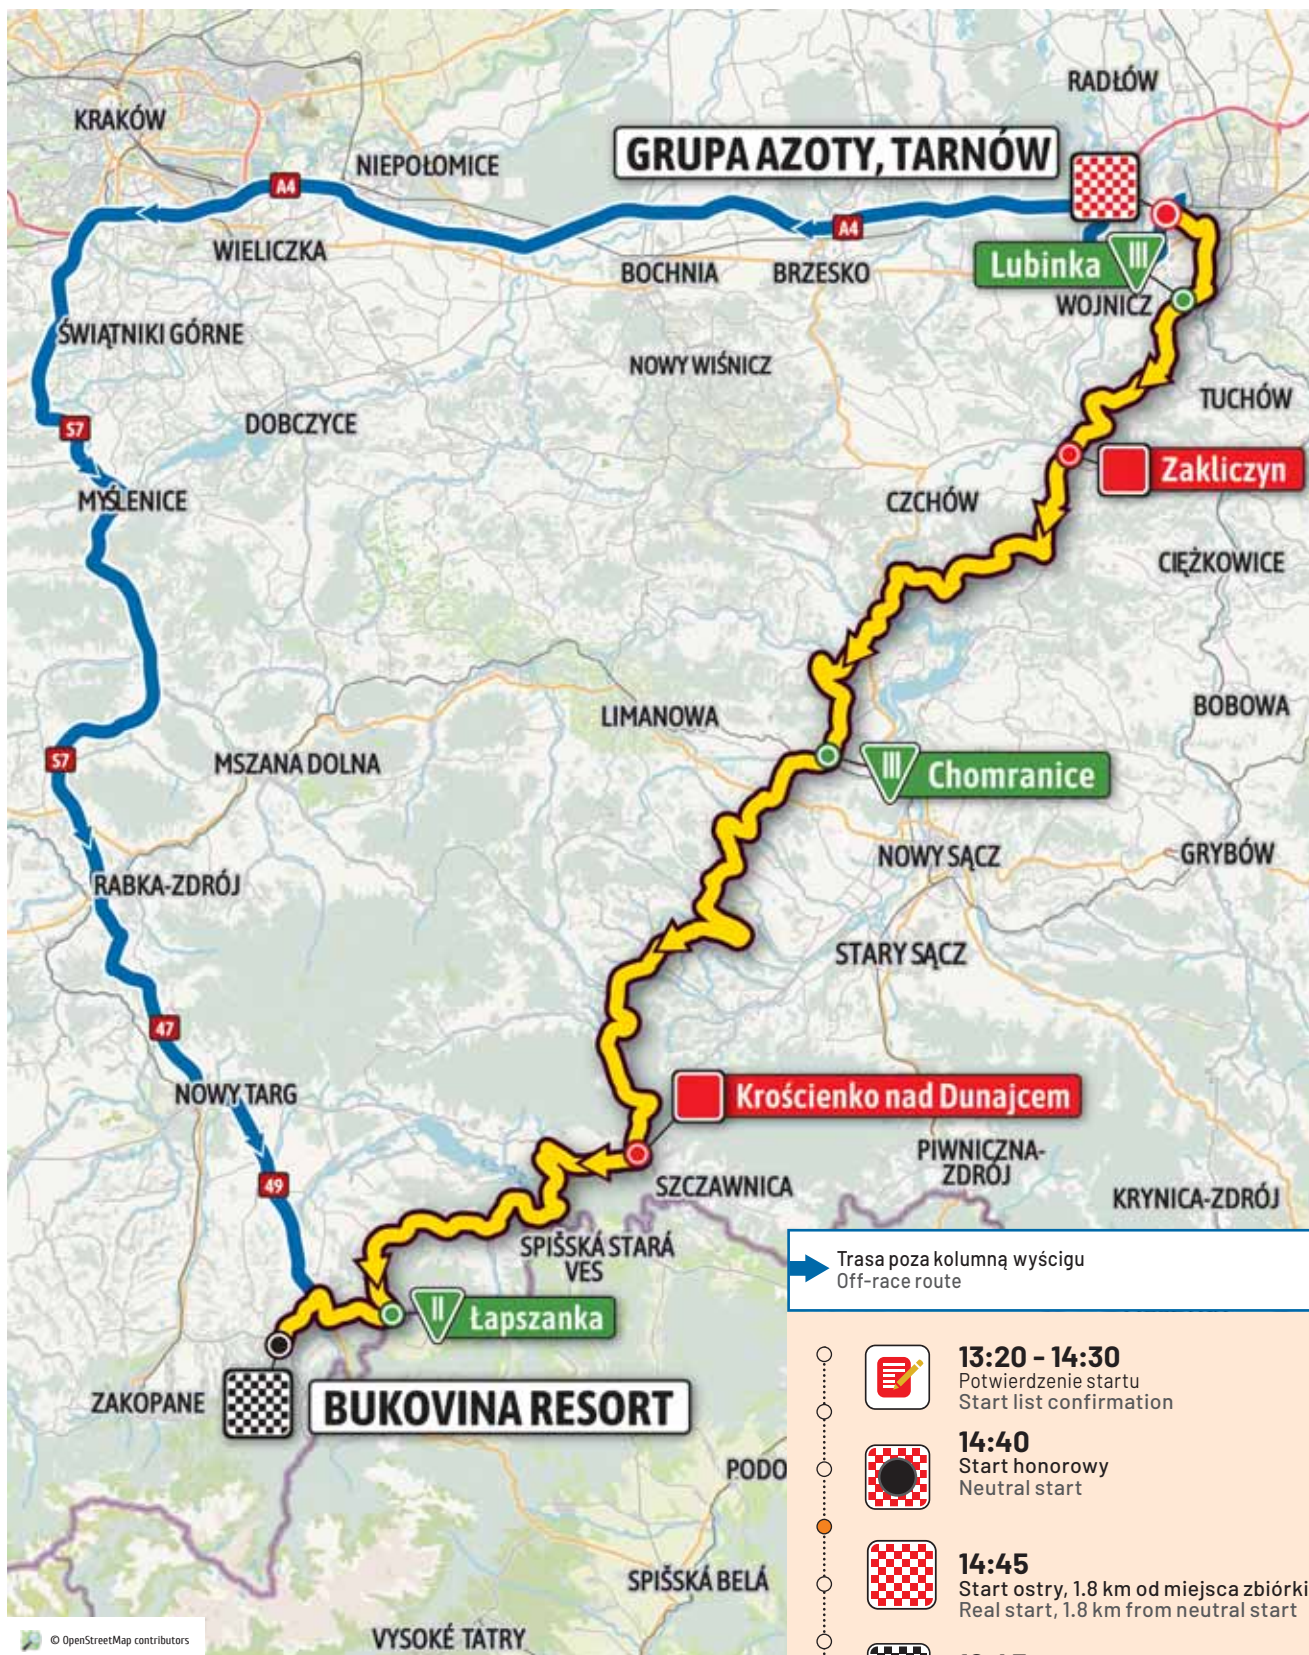 RADŁÓW
KRAKÓW
NIEPOŁOMICE
GRUPA AZOTY, TARNÓW
A4
A4
WIELICZKA
BOCHNIA
BRZESKO
Lubinka
III
WOJNICZ
ŚWIĄTNIKI GÓRNE
NOWY WIŚNICZ
TUCHÓW
DOBCZYCE
S7
Zakliczyn
MYŚLENICE
CZCHÓW
CIĘŻKOWICE
LIMANOWA
BOBOWA
S7
MSZANA DOLNA
III
Chomranice
NOWY SĄCZ
GRYBÓW
RABKA-ZDRÓJ
STARY SĄCZ
47
NOWY TARG
Krościenko nad Dunajcem
PIWNICZNA-
ZDRÓJ
49
SZCZAWNICA
KRYNICA-ZDRÓJ
SPIŠSKÁ STARÁ
VES
Trasa poza kolumną wyścigu
Off-race route
II
Łapszanka
13:20 - 14:30
Potwierdzenie startu
Start list confirmation
ZAKOPANE
BUKOVINA RESORT
14:40
Start honorowy
Neutral start
PODO
14:45
Start ostry, 1.8 km od miejsca zbiórki
Real start, 1.8 km from neutral start
SPIŠSKÁ BELÁ
© OpenStreetMap contributors
VYSOKÉ TATRY